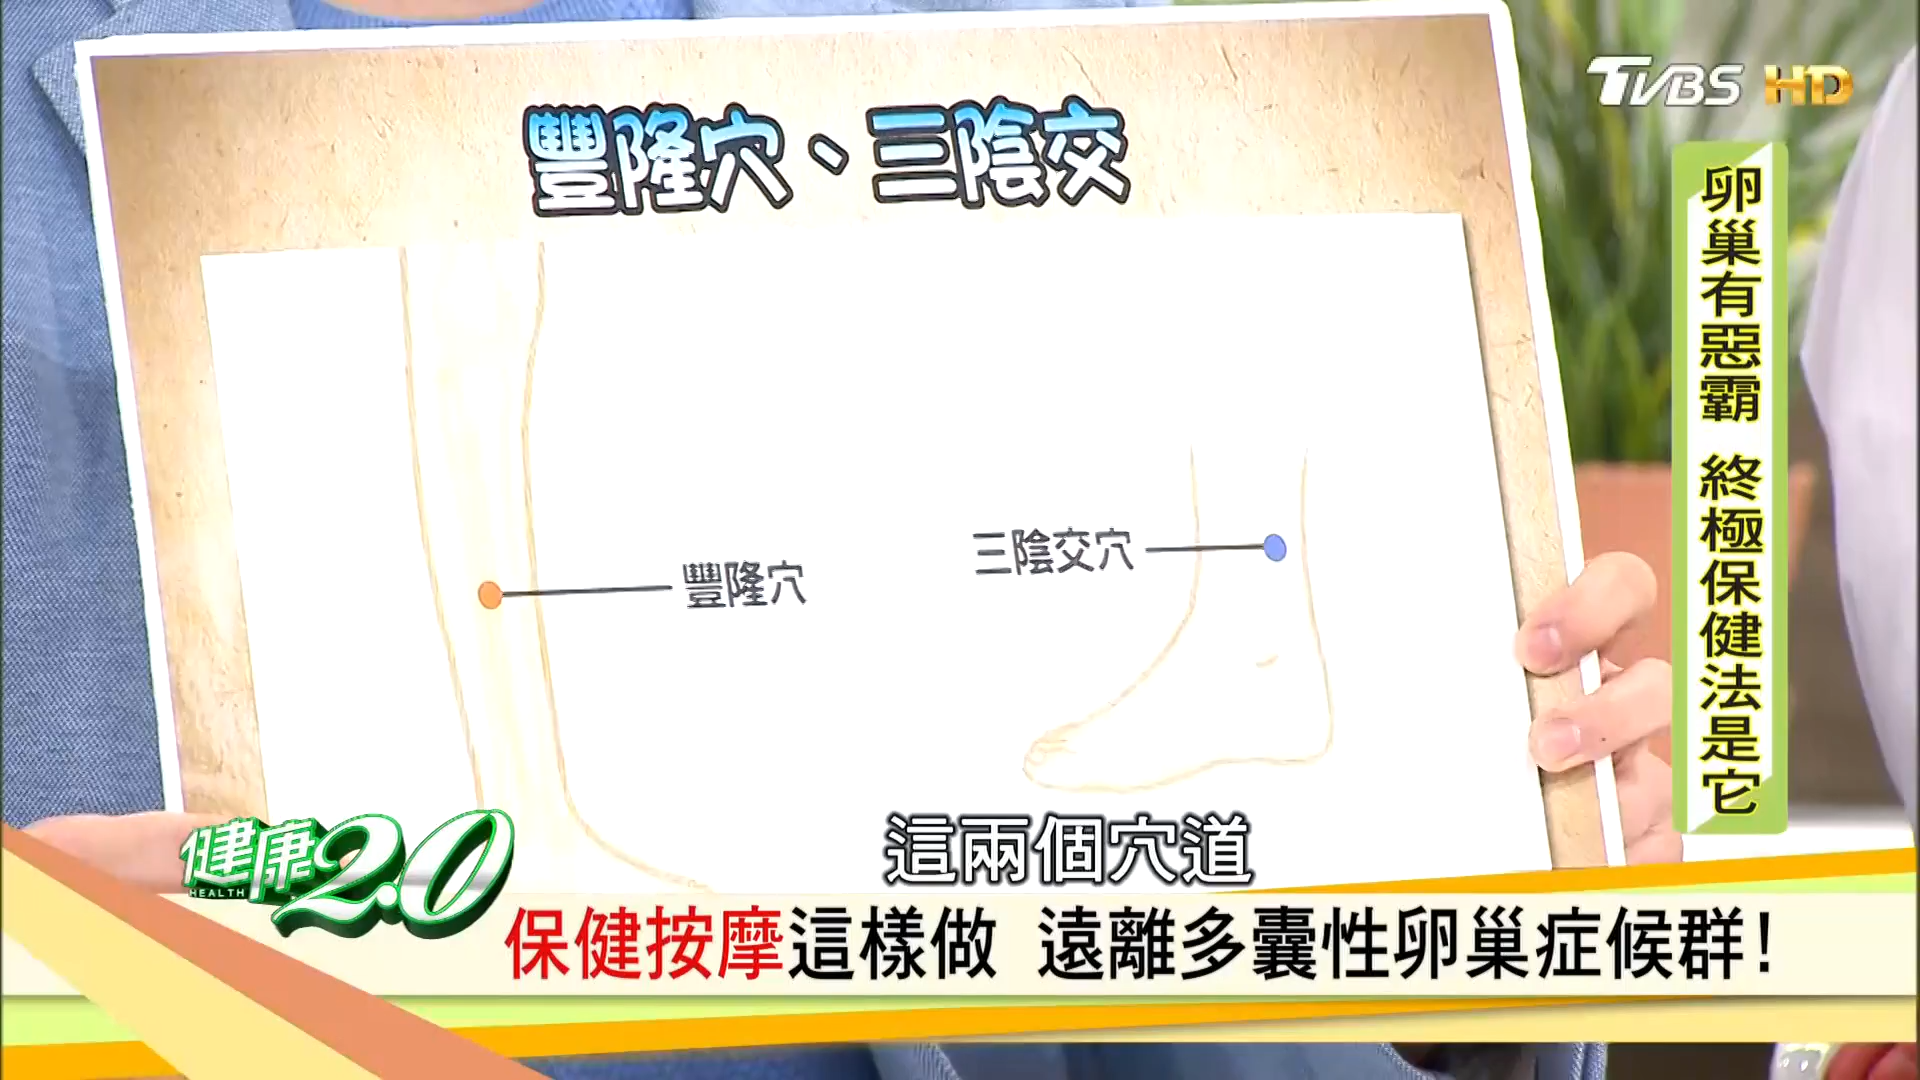 TVBS HD
豐隆穴、三陰交
卵巢有惡霸 終極保健法是它
三陰交穴
豐隆穴
這兩個穴道
健康2.0
HEALTH
保健按摩這樣做 遠離多囊性卵巢症候群!